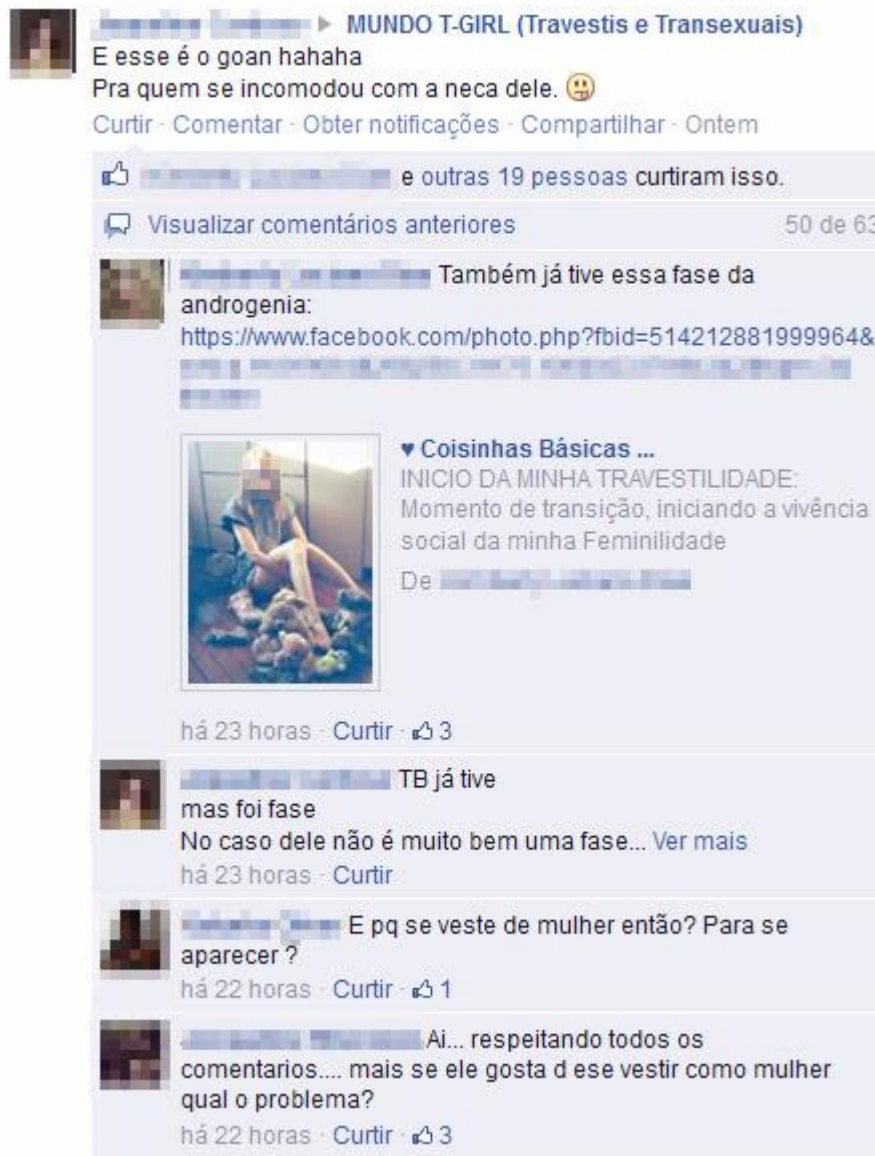 MUNDO T-GIRL (Travestis e Transexuais)
E esse é o goan hahaha
Pra quem se incomodou com a neca dele.
Curtir · Comentar · Obter notificações · Compartilhar · Ontem
e outras 19 pessoas curtiram isso.
Visualizar comentários anteriores 50 de 63
Também já tive essa fase da
androgenia:
https://www.facebook.com/photo.php?fbid=514212881999964&
♥ Coisinhas Básicas ...
INICIO DA MINHA TRAVESTILIDADE:
Momento de transição, iniciando a vivência
social da minha Feminilidade
De
há 23 horas · Curtir · 3
TB já tive
mas foi fase
No caso dele não é muito bem uma fase... Ver mais
há 23 horas · Curtir
E pq se veste de mulher então? Para se
aparecer ?
há 22 horas · Curtir · 1
Ai... respeitando todos os
comentarios.... mais se ele gosta d ese vestir como mulher
qual o problema?
há 22 horas · Curtir · 3